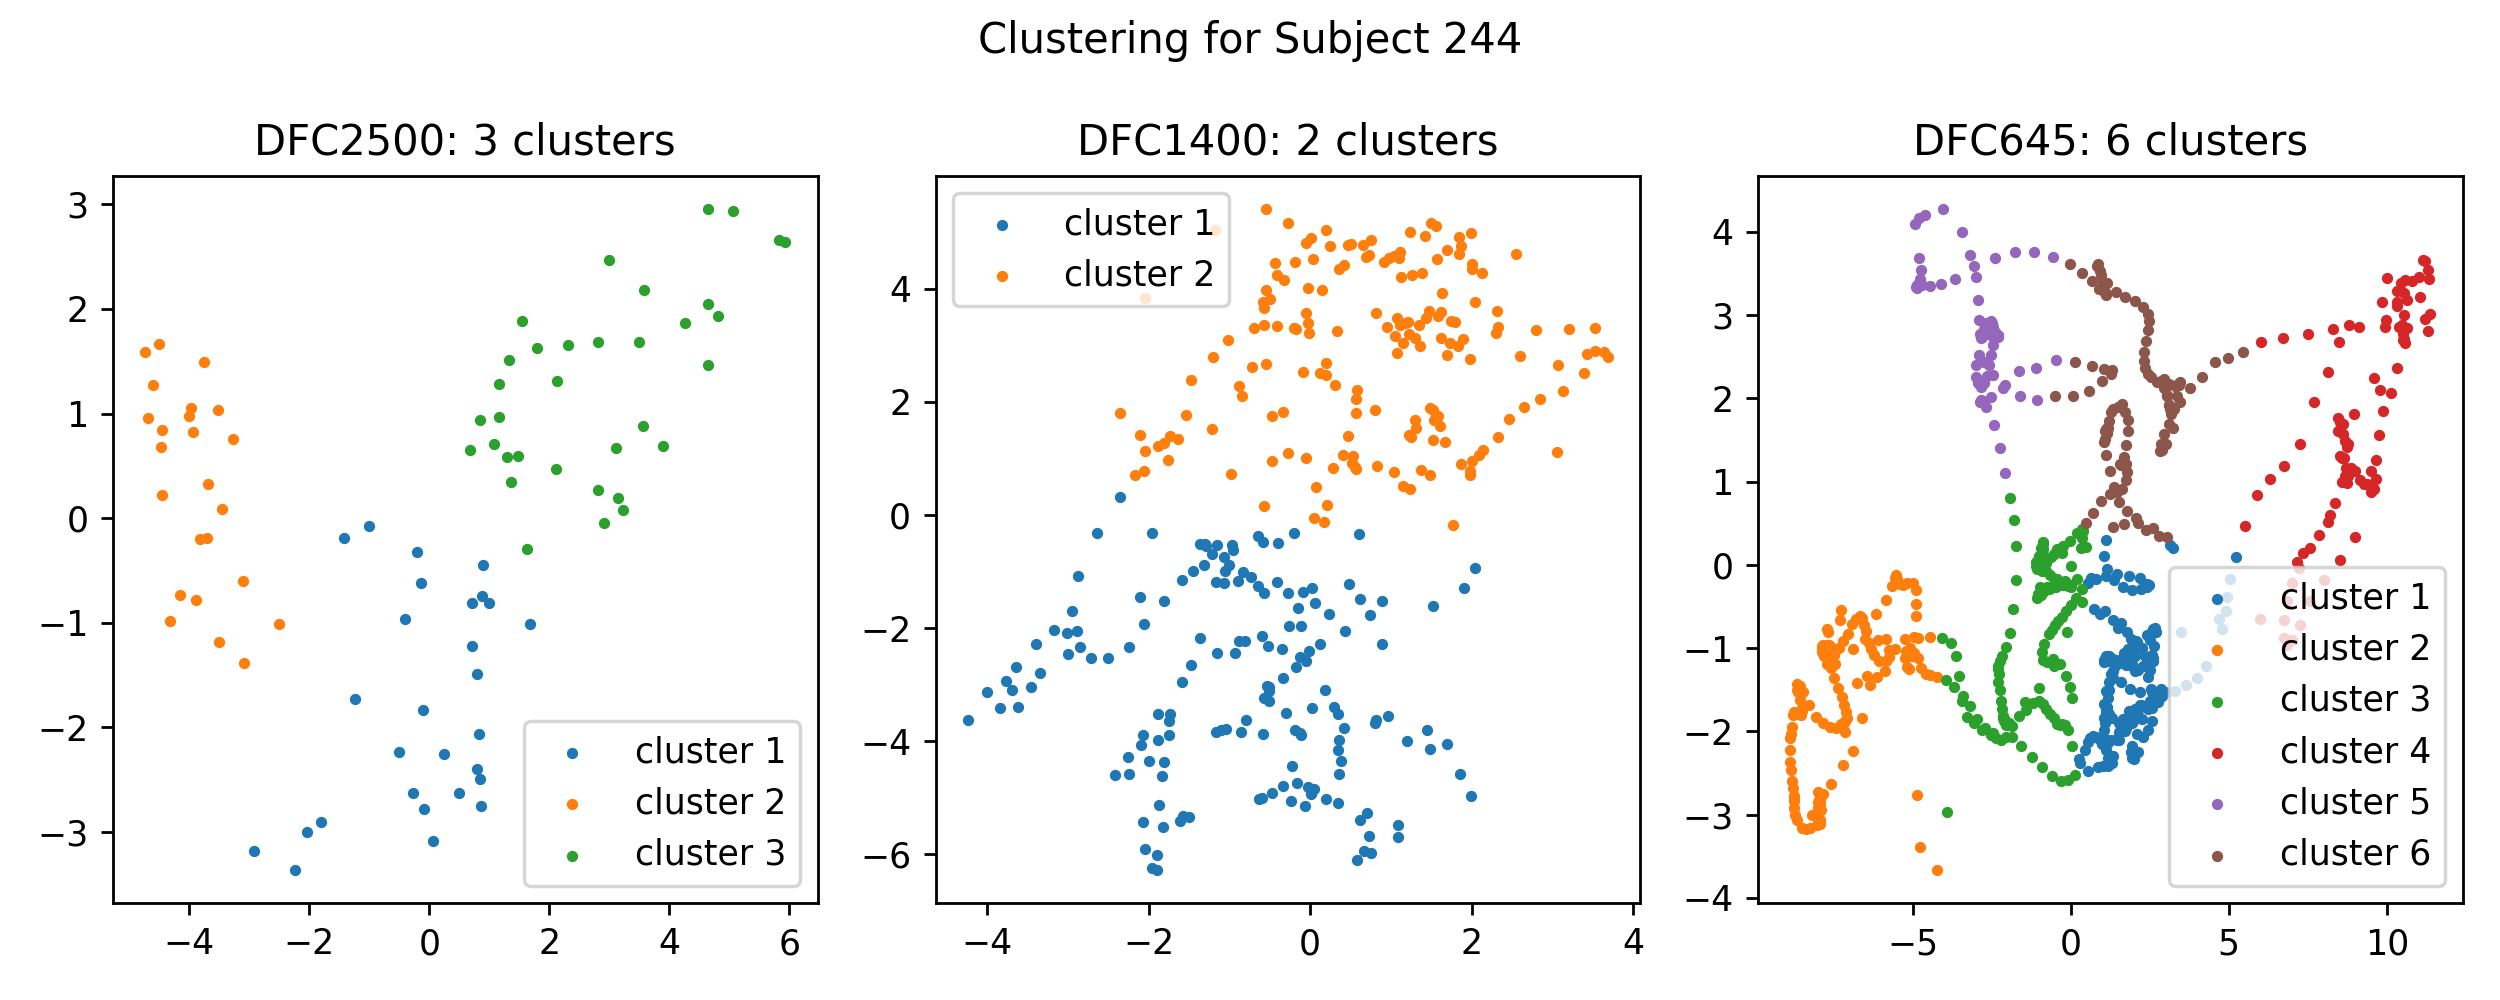 Clustering for Subject 244
DFC2500: 3 clusters
3
2
1
0
−1
−2
−3
−4
−2
0
2
4
6
cluster 1
cluster 2
cluster 3
DFC1400: 2 clusters
4
2
0
−2
−4
−6
−4
−2
0
2
4
cluster 1
cluster 2
DFC645: 6 clusters
4
3
2
1
0
−1
−2
−3
−4
−5
0
5
10
cluster 1
cluster 2
cluster 3
cluster 4
cluster 5
cluster 6